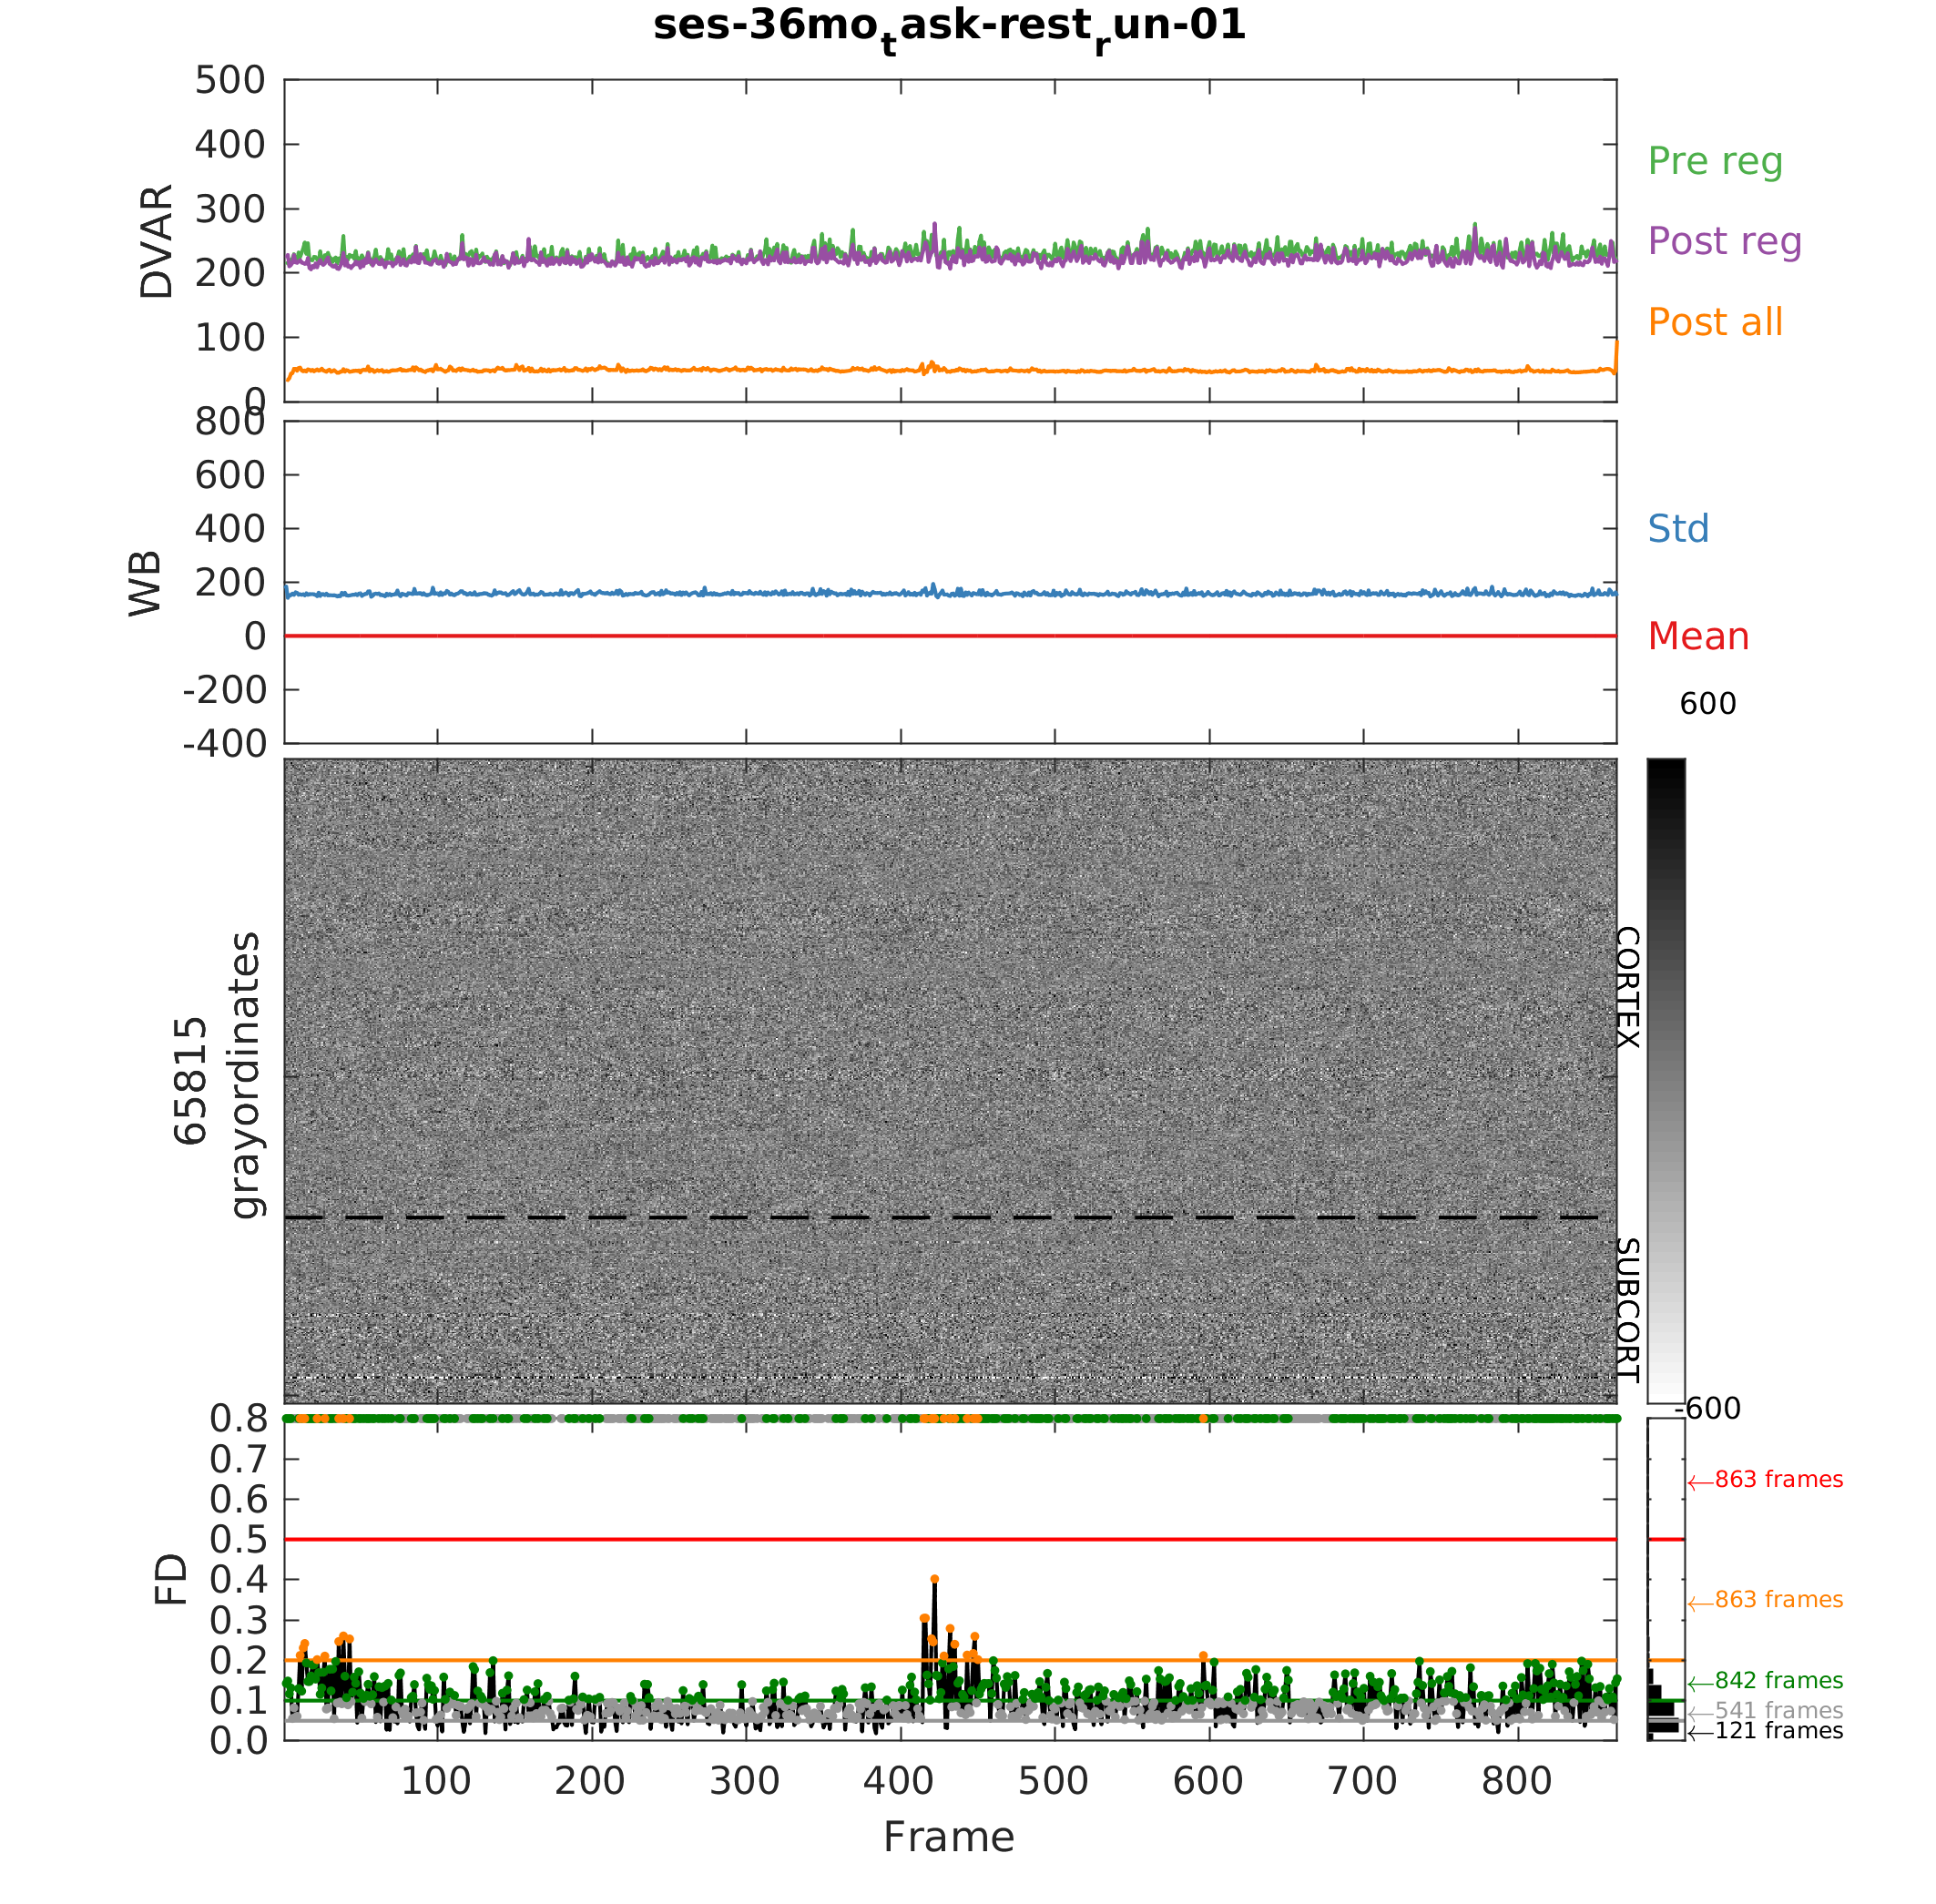 ses-36mo_task-rest_run-01
500
400
300
200
100
0
DVAR
Pre reg
Post reg
Post all
800
600
400
200
0
-200
-400
WB
Std
Mean
600
65815
grayordinates
CORTEX
SUBCORT
-600
0.8
0.7
0.6
0.5
0.4
0.3
0.2
0.1
0.0
FD
←863 frames
←863 frames
←842 frames
←541 frames
←121 frames
100 200 300 400 500 600 700 800
Frame